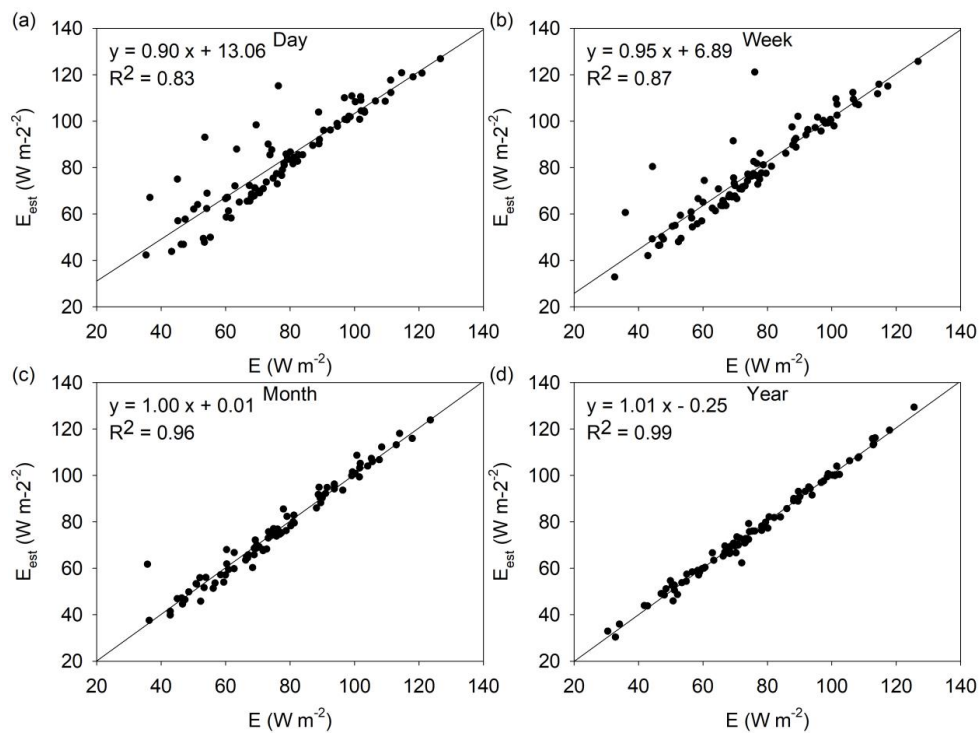 (a)
Day
y = 0.90 x + 13.06
R² = 0.83
140
120
100
80
60
40
20
E_est (W m-2⁻²)
20 40 60 80 100 120 140
E (W m⁻²)
(b)
Week
y = 0.95 x + 6.89
R² = 0.87
140
120
100
80
60
40
20
E_est (W m-2⁻²)
20 40 60 80 100 120 140
E (W m⁻²)
(c)
Month
y = 1.00 x + 0.01
R² = 0.96
140
120
100
80
60
40
20
E_est (W m-2⁻²)
20 40 60 80 100 120 140
E (W m⁻²)
(d)
Year
y = 1.01 x - 0.25
R² = 0.99
140
120
100
80
60
40
20
E_est (W m-2⁻²)
20 40 60 80 100 120 140
E (W m⁻²)